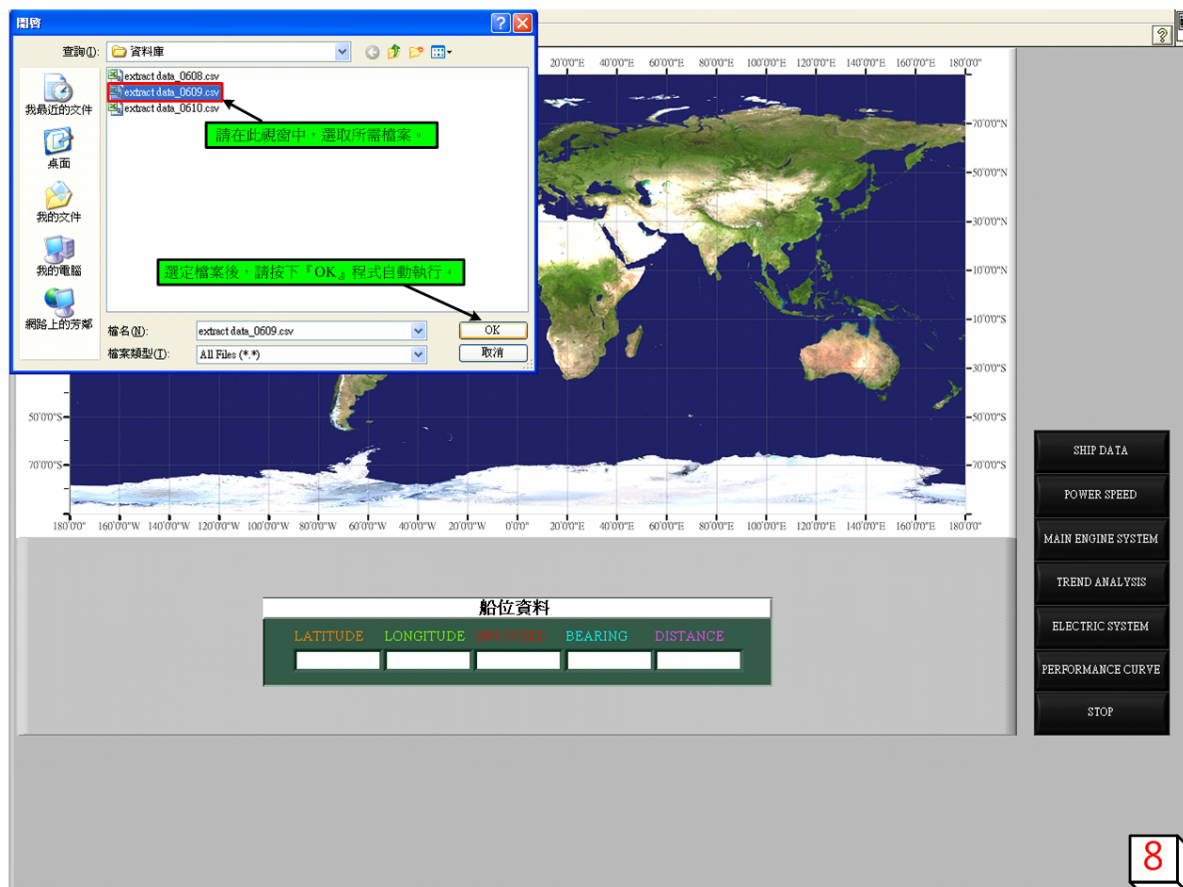 開啓
查詢(I):
資料庫
我最近的文件
桌面
我的文件
我的電腦
網路上的芳鄰
extract data_0608.csv
extract data_0609.csv
extract data_0610.csv
請在此視窗中，選取所需檔案。
選定檔案後，請按下『OK』程式自動執行。
檔名(N):
extract data_0609.csv
OK
檔案類型(T):
All Files (*.*)
取消
20°0'0"E 40°0'0"E 60°0'0"E 80°0'0"E 100°0'0"E 120°0'0"E 140°0'0"E 160°0'0"E 180°0'0"
70°0'0"N
50°0'0"N
30°0'0"N
10°0'0"N
10°0'0"S
30°0'0"S
50°0'0"S
50°0'0"S
70°0'0"S
70°0'0"S
180°0'0" 160°0'0"W 140°0'0"W 120°0'0"W 100°0'0"W 80°0'0"W 60°0'0"W 40°0'0"W 20°0'0"W 0°0'0" 20°0'0"E 40°0'0"E 60°0'0"E 80°0'0"E 100°0'0"E 120°0'0"E 140°0'0"E 160°0'0"E 180°0'0"
SHIP DATA
POWER SPEED
MAIN ENGINE SYSTEM
TREND ANALYSIS
ELECTRIC SYSTEM
PERFORMANCE CURVE
STOP
船位資料
LATITUDE LONGITUDE GPS SPEED BEARING DISTANCE
8